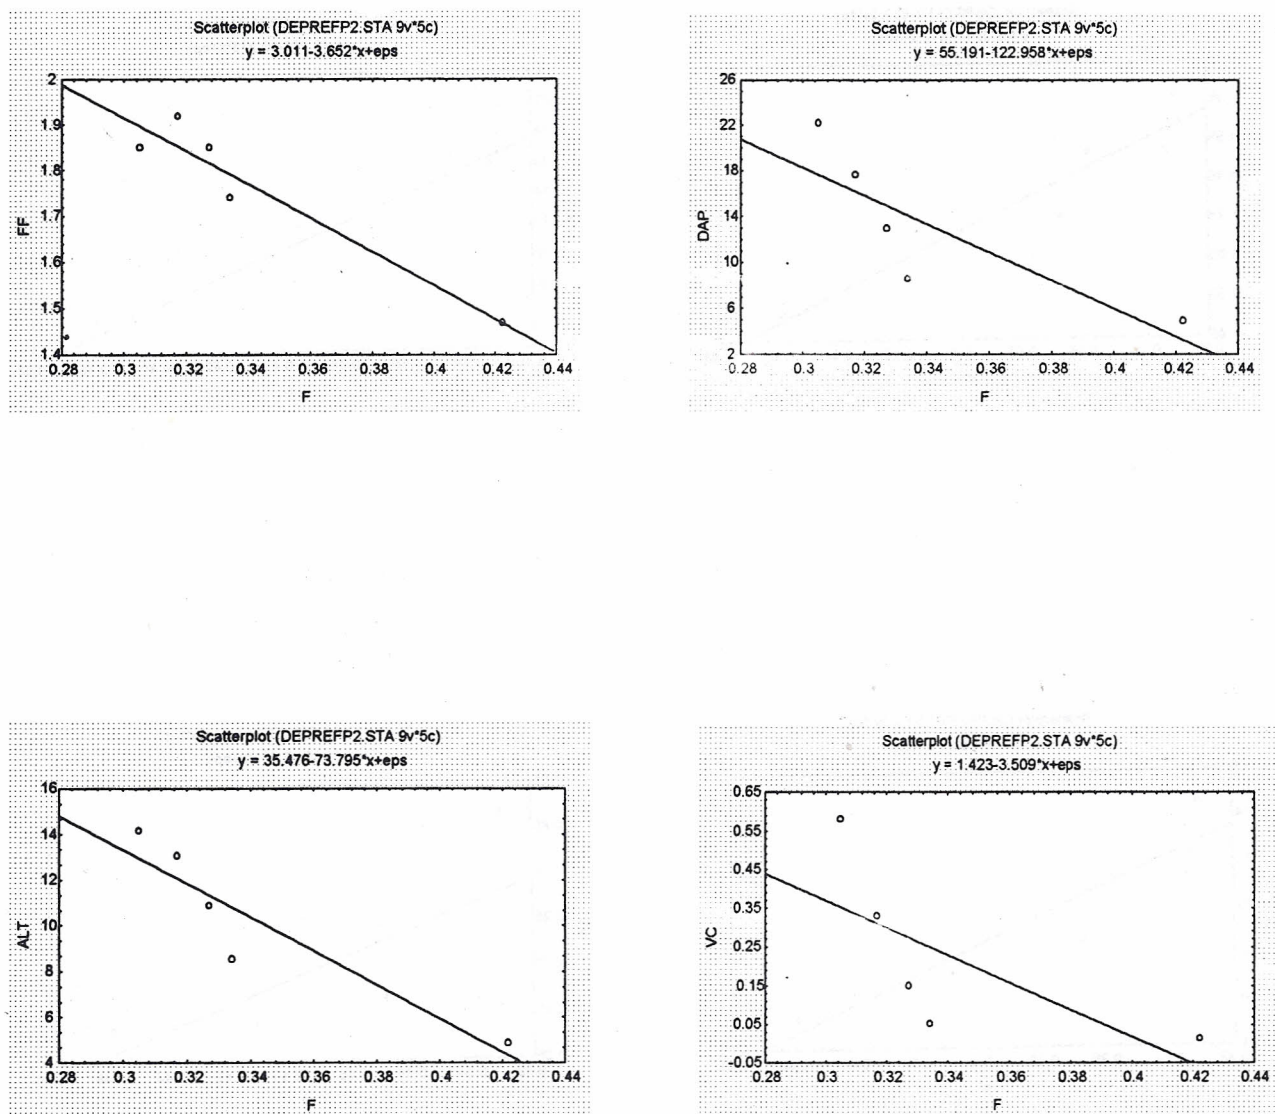 Scatterplot (DEPREFP2.STA 9v*5c)
y = 3.011-3.652*x+eps
2
1.9
1.8
1.7
1.6
1.5
1.4
FF
0.28 0.3 0.32 0.34 0.36 0.38 0.4 0.42 0.44
F
Scatterplot (DEPREFP2.STA 9v*5c)
y = 55.191-122.958*x+eps
26
22
18
14
10
6
2
DAP
0.28 0.3 0.32 0.34 0.36 0.38 0.4 0.42 0.44
F
Scatterplot (DEPREFP2.STA 9v*5c)
y = 35.476-73.795*x+eps
16
14
12
10
8
6
4
ALT
0.28 0.3 0.32 0.34 0.36 0.38 0.4 0.42 0.44
F
Scatterplot (DEPREFP2.STA 9v*5c)
y = 1.423-3.509*x+eps
0.65
0.55
0.45
0.35
0.25
0.15
0.05
-0.05
VC
0.28 0.3 0.32 0.34 0.36 0.38 0.4 0.42 0.44
F